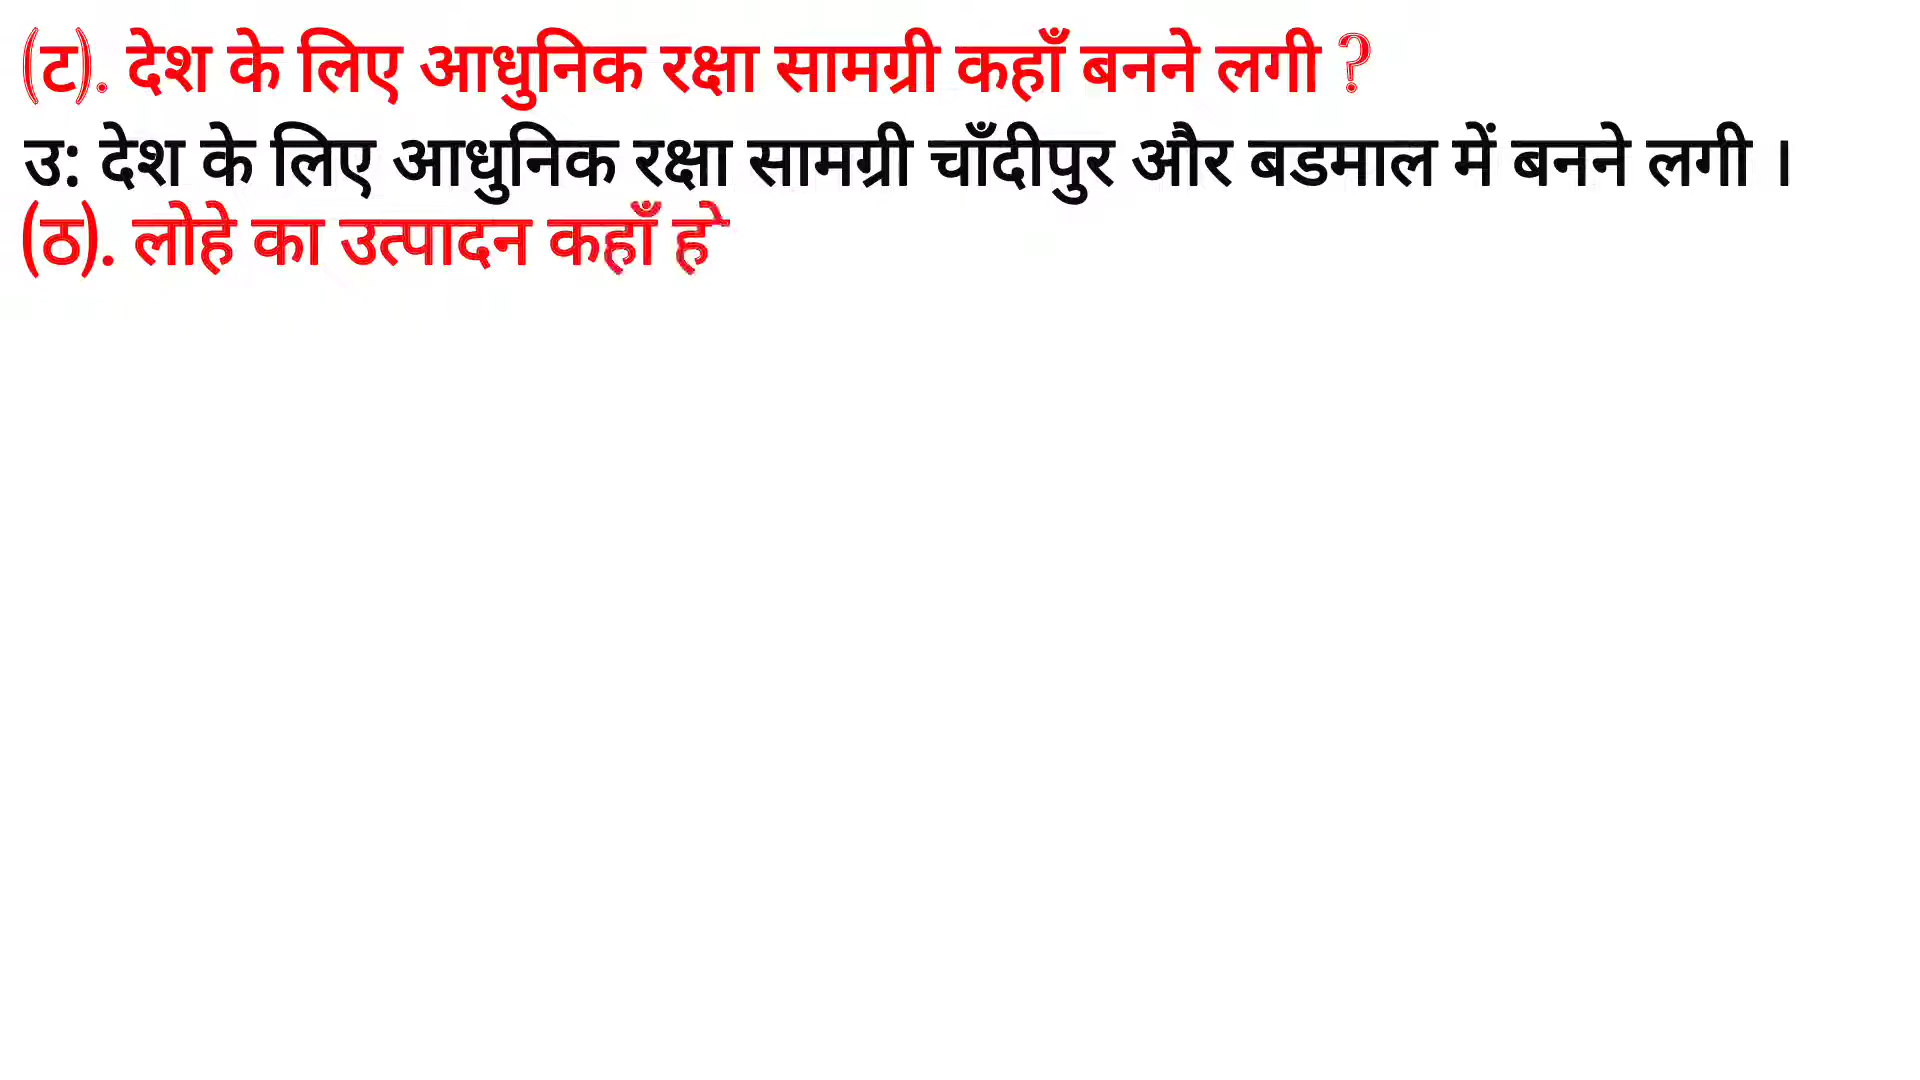 (ट). देश के लिए आधुनिक रक्षा सामग्री कहाँ बनने लगी ?
उ: देश के लिए आधुनिक रक्षा सामग्री चाँदीपुर और बडमाल में बनने लगी ।
(ठ). लोहे का उत्पादन कहाँ हे